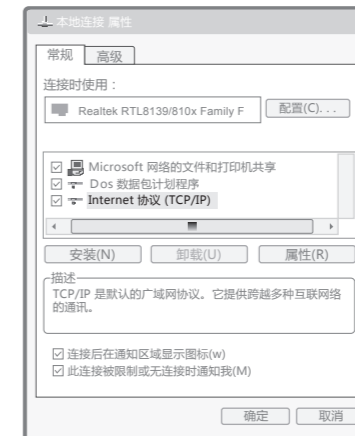 本地连接 属性
常规 高级
连接时使用：
Realtek RTL8139/810x Family F 配置(C). . .
Microsoft 网络的文件和打印机共享
Dos 数据包计划程序
Internet 协议 (TCP/IP)
安装(N) 卸载(U) 属性(R)
描述
TCP/IP 是默认的广域网协议。它提供跨越多种互联网络
的通讯。
连接后在通知区域显示图标(w)
此连接被限制或无连接时通知我(M)
确定 取消